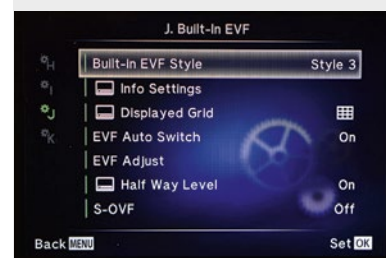 J. Built-In EVF
H
Built-in EVF Style Style 3
I
Info Settings
J
Displayed Grid
K
EVF Auto Switch On
EVF Adjust
Half Way Level On
S-OVF Off
Back MENU Set OK